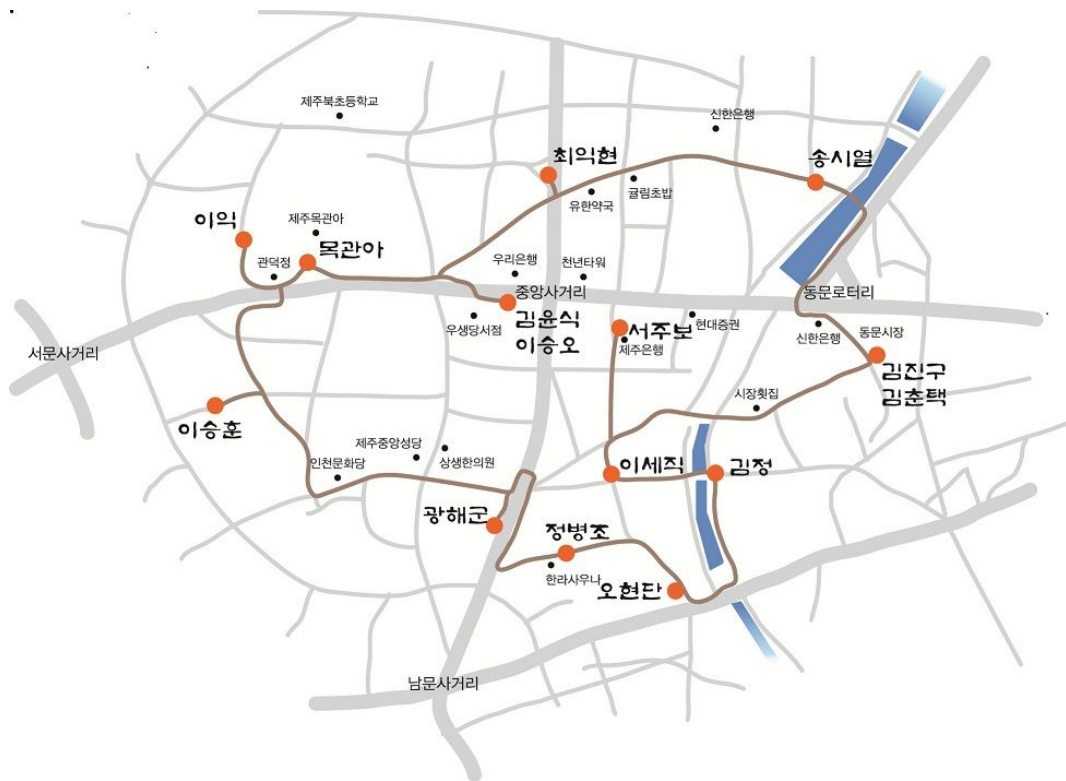 제주북초등학교
신한은행
최익현
송시열
귤림초밥
유한약국
이익
제주목관아
목관아
관덕정
우리은행
천년타워
중앙사거리
동문로터리
김윤식
이승오
우생당서점
서주보
제주은행
현대증권
신한은행
동문시장
서문사거리
김진구
김춘택
시장횟집
이승훈
제주중앙성당
상생한의원
인천문화당
이세직
김정
광해군
정병조
한라사우나
오현단
남문사거리